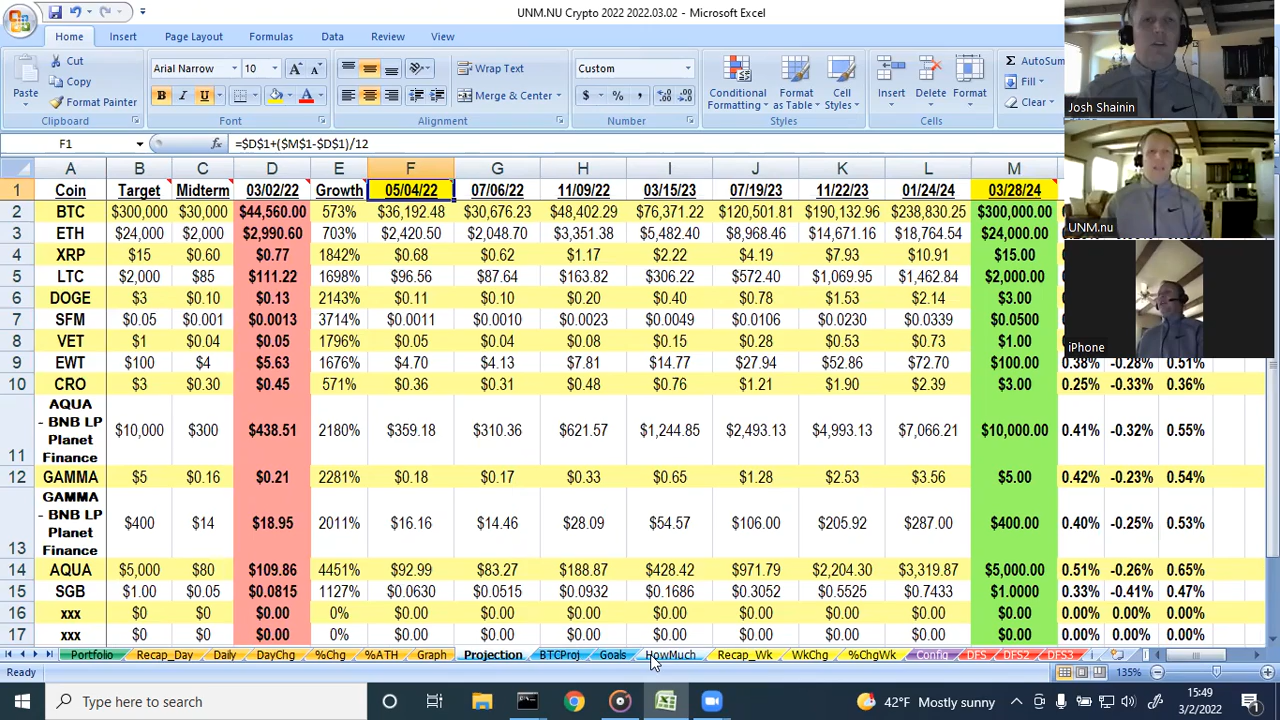 UNM.NU Crypto 2022 2022.03.02 - Microsoft Excel
Home Insert Page Layout Formulas Data Review View
Cut
Copy
Format Painter
Paste
Clipboard
Arial Narrow 10
B I U
Font
Wrap Text
Merge & Center
Alignment
Custom
$ % ,
Number
Conditional Formatting
Format as Table
Cell Styles
Styles
Insert Delete Format
Cells
AutoSum
Fill
Clear
Josh Shainin
UNM.nu
iPhone
F1 =$D$1+($M$1-$D$1)/12
A B C D E F G H I J K L M
1 Coin Target Midterm 03/02/22 Growth 05/04/22 07/06/22 11/09/22 03/15/23 07/19/23 11/22/23 01/24/24 03/28/24
2 BTC $300,000 $30,000 $44,560.00 573% $36,192.48 $30,676.23 $48,402.29 $76,371.22 $120,501.81 $190,132.96 $238,830.25 $300,000.00
3 ETH $24,000 $2,000 $2,990.60 703% $2,420.50 $2,048.70 $3,351.38 $5,482.40 $8,968.46 $14,671.16 $18,764.54 $24,000.00
4 XRP $15 $0.60 $0.77 1842% $0.68 $0.62 $1.17 $2.22 $4.19 $7.93 $10.91 $15.00
5 LTC $2,000 $85 $111.22 1698% $96.56 $87.64 $163.82 $306.22 $572.40 $1,069.95 $1,462.84 $2,000.00
6 DOGE $3 $0.10 $0.13 2143% $0.11 $0.10 $0.20 $0.40 $0.78 $1.53 $2.14 $3.00
7 SFM $0.05 $0.001 $0.0013 3714% $0.0011 $0.0010 $0.0023 $0.0049 $0.0106 $0.0230 $0.0339 $0.0500
8 VET $1 $0.04 $0.05 1796% $0.05 $0.04 $0.08 $0.15 $0.28 $0.53 $0.73 $1.00
9 EWT $100 $4 $5.63 1676% $4.70 $4.13 $7.81 $14.77 $27.94 $52.86 $72.70 $100.00 0.38% -0.28% 0.51%
10 CRO $3 $0.30 $0.45 571% $0.36 $0.31 $0.48 $0.76 $1.21 $1.90 $2.39 $3.00 0.25% -0.33% 0.36%
11 AQUA - BNB LP Planet Finance $10,000 $300 $438.51 2180% $359.18 $310.36 $621.57 $1,244.85 $2,493.13 $4,993.13 $7,066.21 $10,000.00 0.41% -0.32% 0.55%
12 GAMMA $5 $0.16 $0.21 2281% $0.18 $0.17 $0.33 $0.65 $1.28 $2.53 $3.56 $5.00 0.42% -0.23% 0.54%
13 GAMMA - BNB LP Planet Finance $400 $14 $18.95 2011% $16.16 $14.46 $28.09 $54.57 $106.00 $205.92 $287.00 $400.00 0.40% -0.25% 0.53%
14 AQUA $5,000 $80 $109.86 4451% $92.99 $83.27 $188.87 $428.42 $971.79 $2,204.30 $3,319.87 $5,000.00 0.51% -0.26% 0.65%
15 SGB $1.00 $0.05 $0.0815 1127% $0.0630 $0.0515 $0.0932 $0.1686 $0.3052 $0.5525 $0.7433 $1.0000 0.33% -0.41% 0.47%
16 xxx $0 $0 $0.00 0% $0.00 $0.00 $0.00 $0.00 $0.00 $0.00 $0.00 $0.00 0.00% 0.00% 0.00%
17 xxx $0 $0 $0.00 0% $0.00 $0.00 $0.00 $0.00 $0.00 $0.00 $0.00 $0.00 0.00% 0.00% 0.00%
Portfolio Recap_Day Daily DayChg %Chg %ATH Graph Projection BTCProj Goals HowMuch Recap_Wk WkChg %ChgWk Config DFS DFS2 DFS3
Ready 135%
Type here to search 42°F Mostly sunny 15:49
3/2/2022